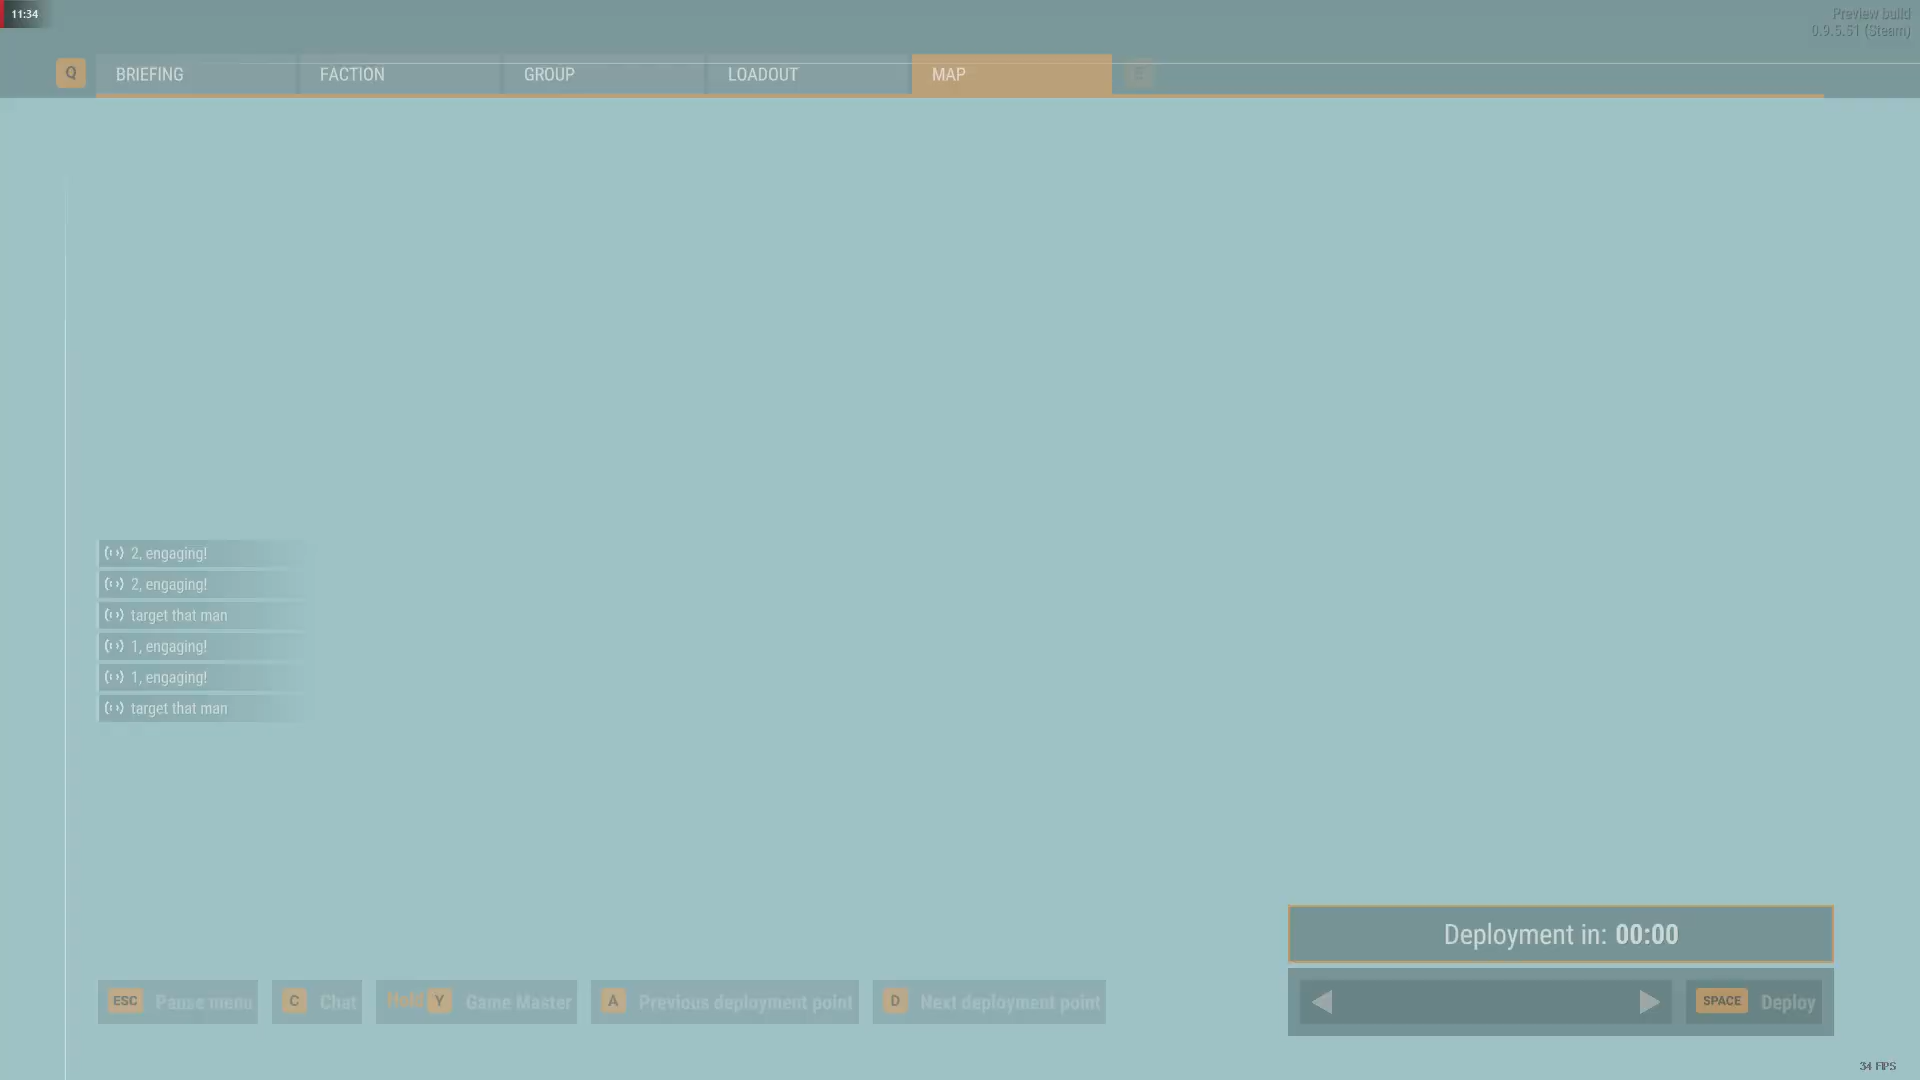 11:34
Preview build
0.9.5.51 (Steam)
Q BRIEFING FACTION GROUP LOADOUT MAP E
2, engaging!
2, engaging!
target that man
1, engaging!
1, engaging!
target that man
Deployment in: 00:00
ESC Pause menu C Chat Hold Y Game Master A Previous deployment point D Next deployment point SPACE Deploy
34 FPS